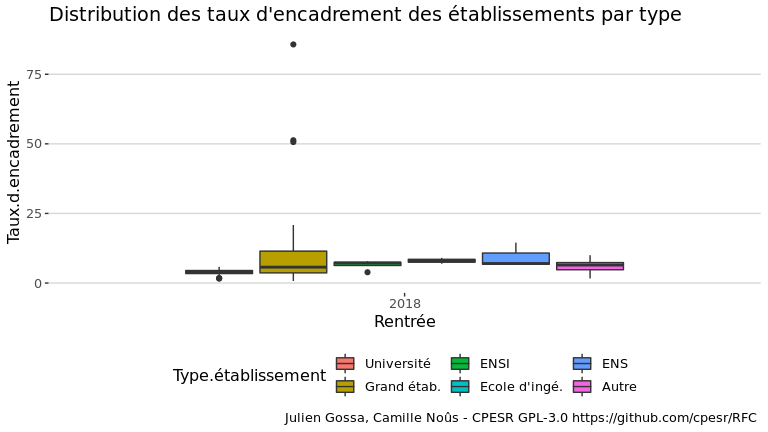 Distribution des taux d'encadrement des établissements par type
Taux.d.encadrement
75
50
25
0
2018
Rentrée
Type.établissement
Université
ENSI
ENS
Grand étab.
Ecole d'ingé.
Autre
Julien Gossa, Camille Noûs - CPESR GPL-3.0 https://github.com/cpesr/RFC